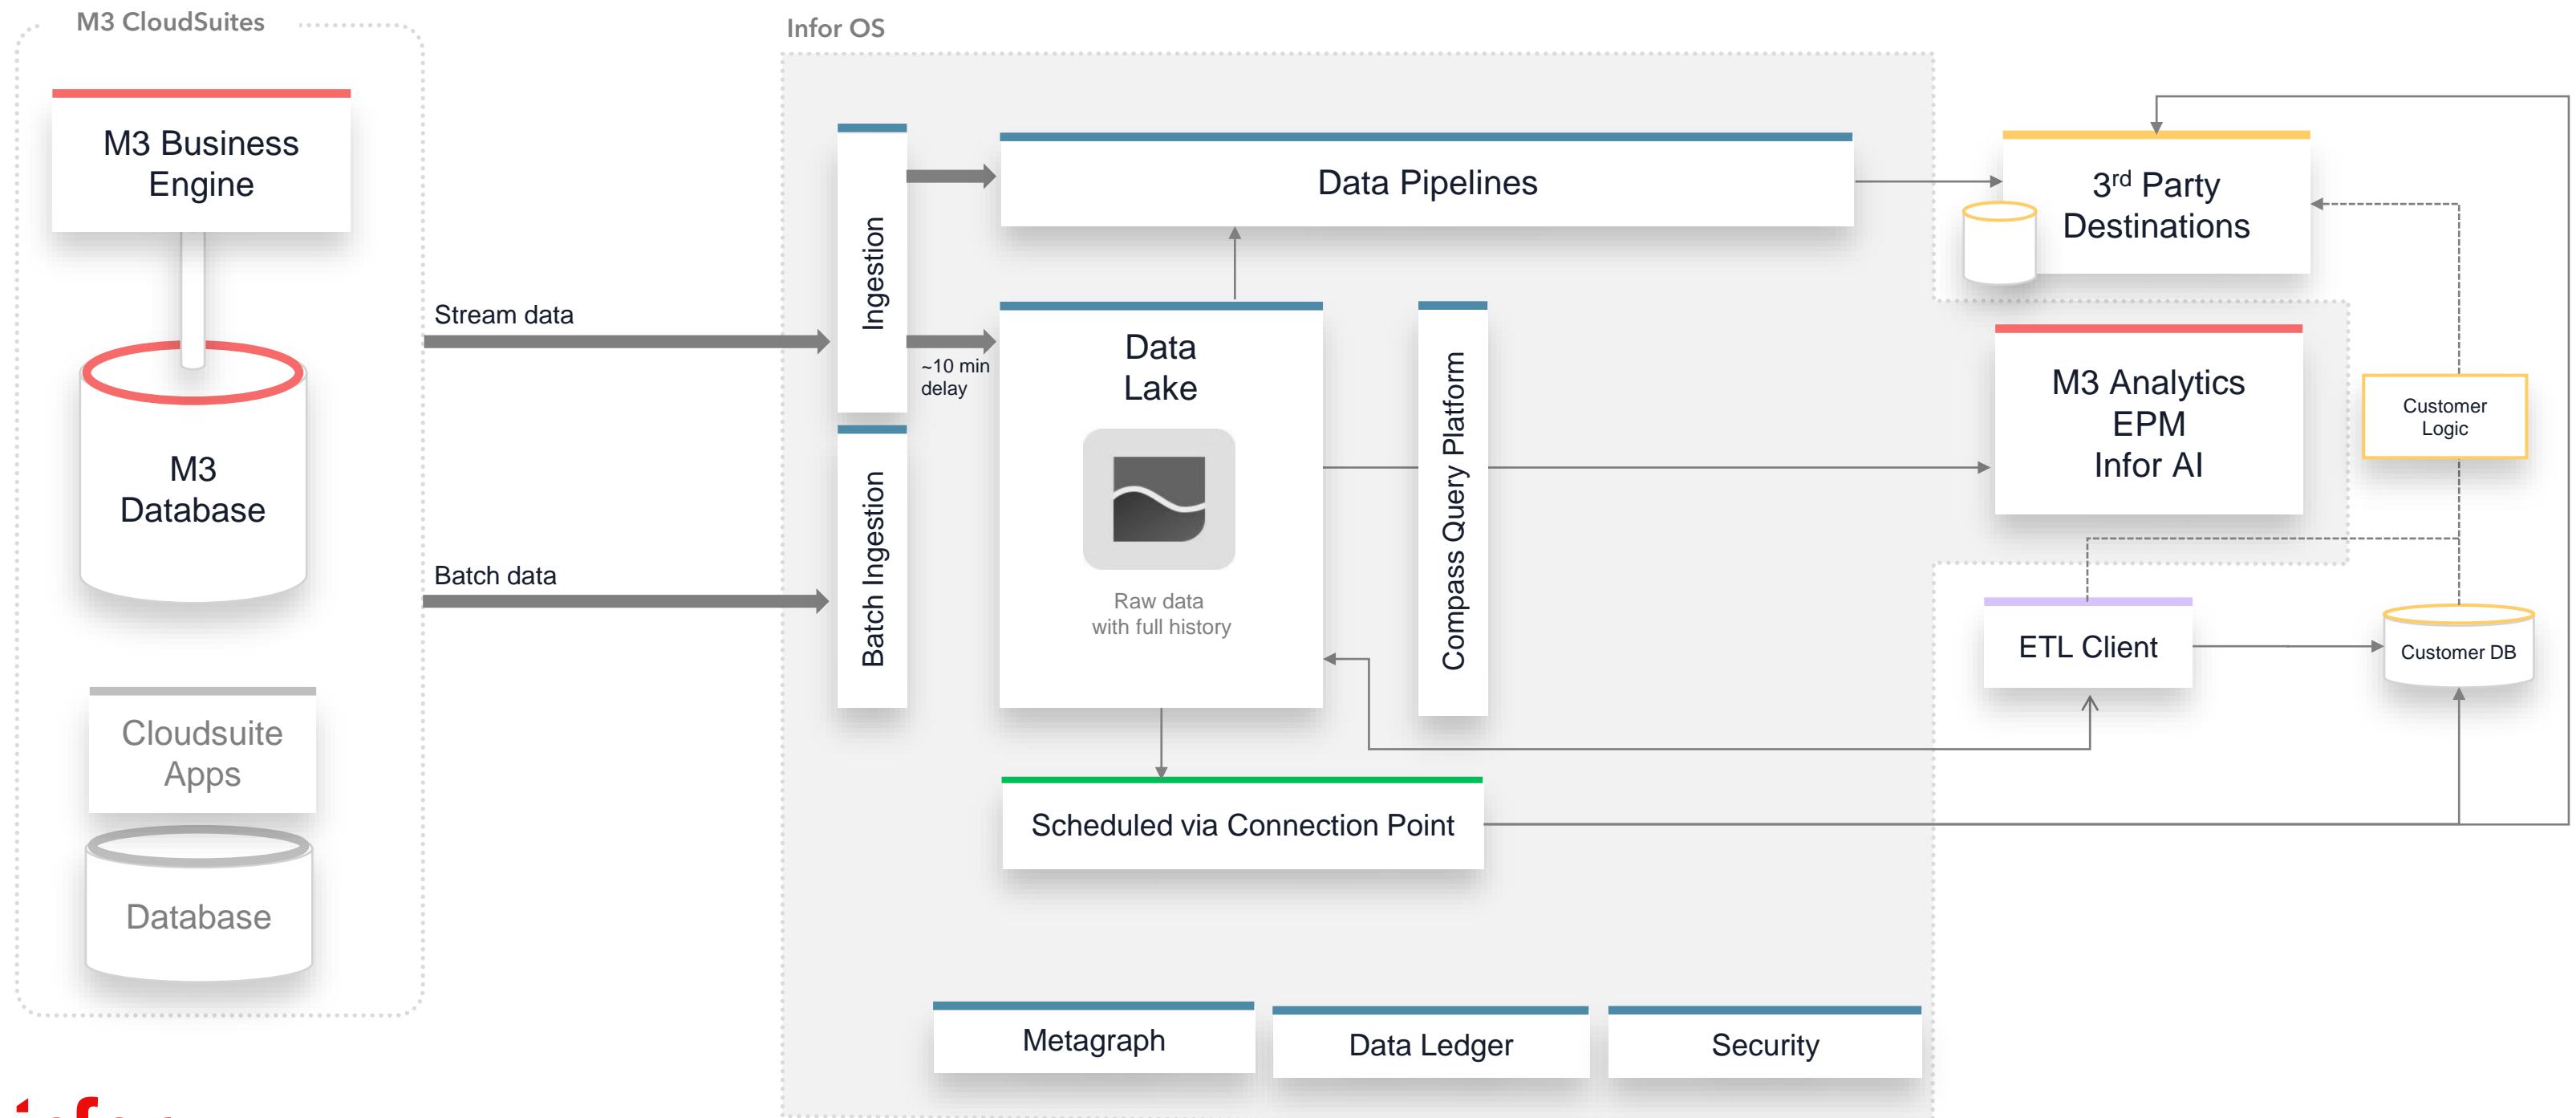 M3 CloudSuites
M3 Business
Engine
M3
Database
Cloudsuite
Apps
Database
Stream data
Batch data
Infor OS
Ingestion
Batch Ingestion
~10 min
delay
Data Pipelines
Data
Lake
Raw data
with full history
Compass Query Platform
Scheduled via Connection Point
Metagraph
Data Ledger
Security
3rd Party
Destinations
M3 Analytics
EPM
Infor AI
Customer
Logic
ETL Client
Customer DB